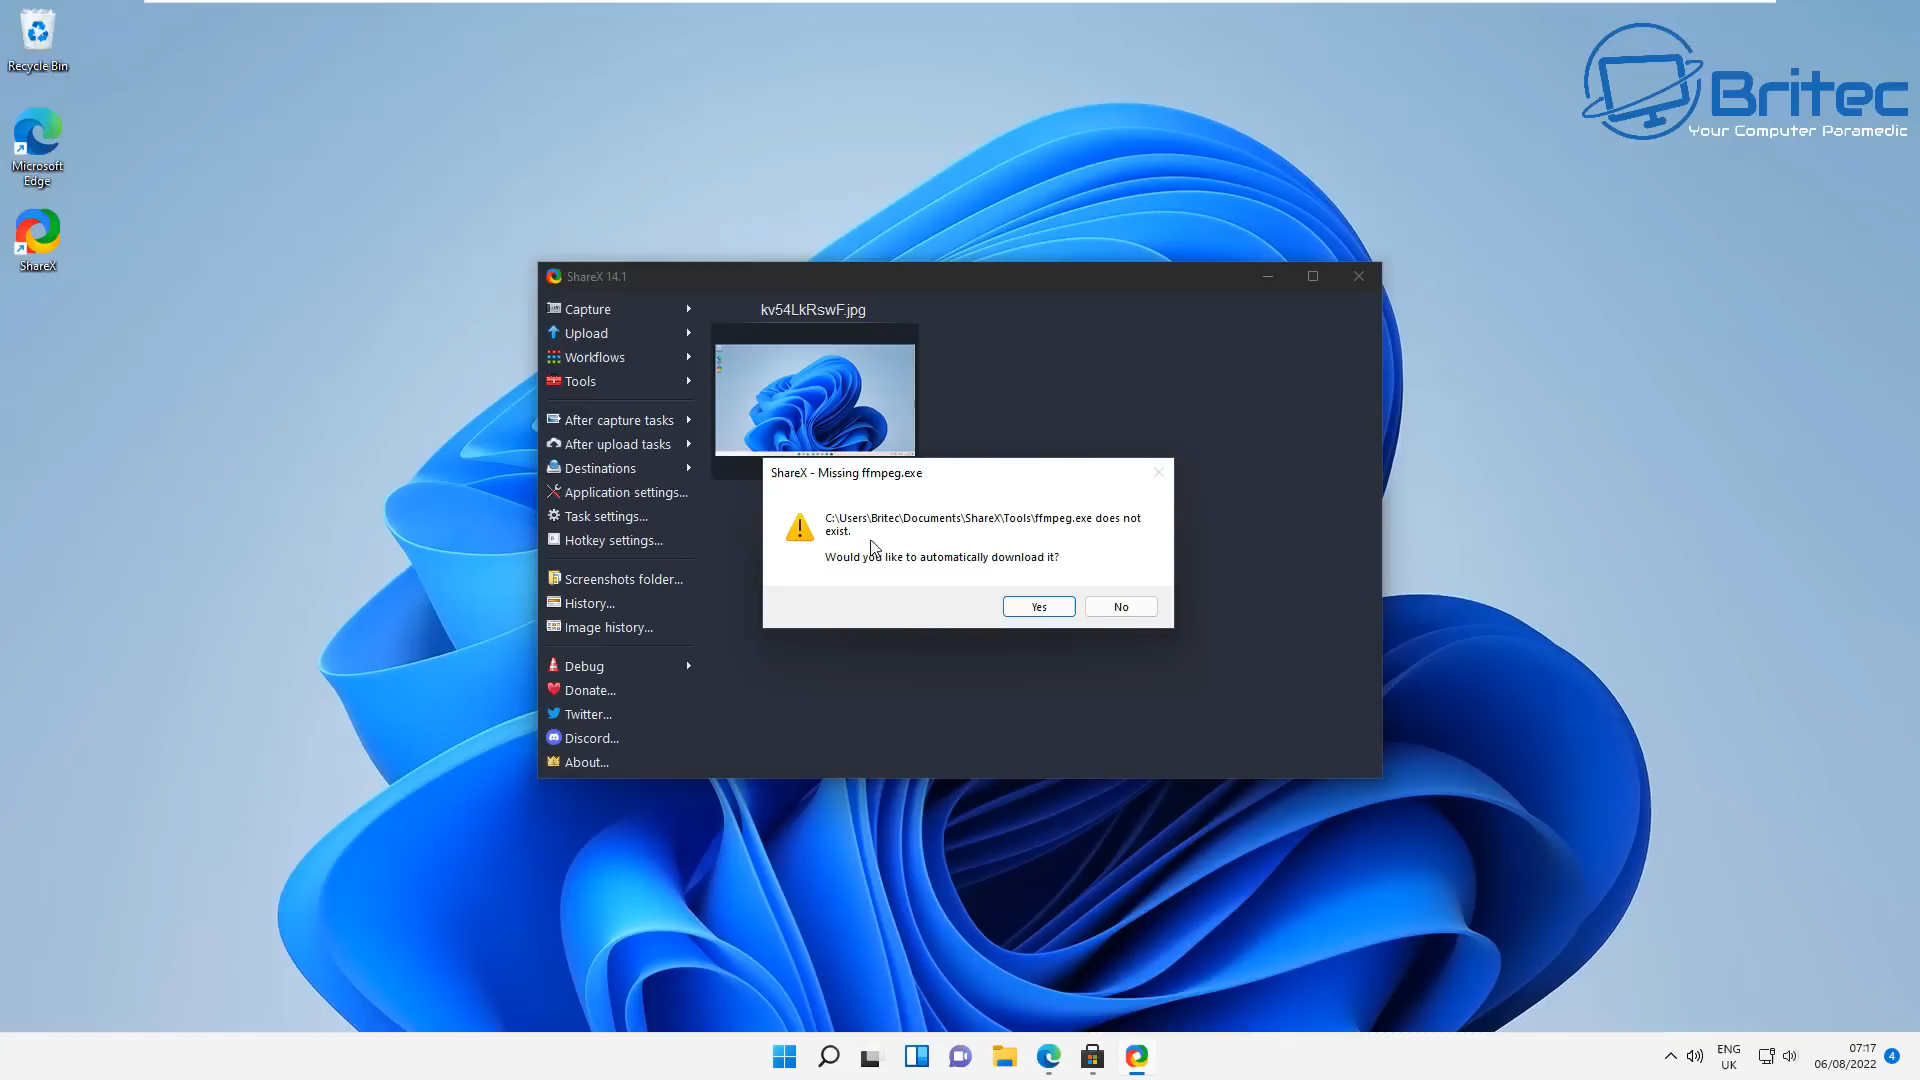 Recycle Bin
Microsoft
Edge
ShareX
Britec
Your Computer Paramedic
ShareX 14.1
Capture
Upload
Workflows
Tools
After capture tasks
After upload tasks
Destinations
Application settings...
Task settings...
Hotkey settings...
Screenshots folder...
History...
Image history...
Debug
Donate...
Twitter...
Discord...
About...
kv54LkRswF.jpg
ShareX - Missing ffmpeg.exe
C:\Users\Britec\Documents\ShareX\Tools\ffmpeg.exe does not
exist.
Would you like to automatically download it?
Yes
No
ENG
UK
07:17
06/08/2022
4